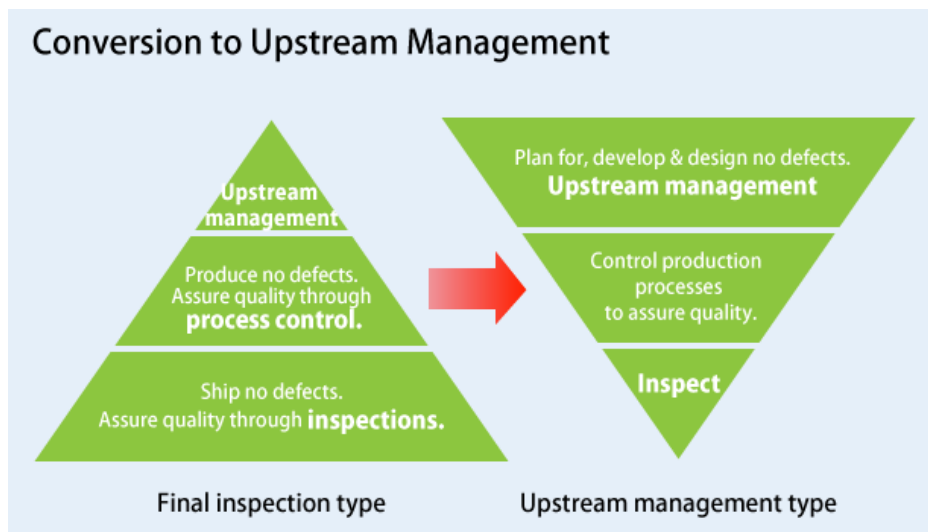 Conversion to Upstream Management
Upstream
management
Produce no defects.
Assure quality through
process control.
Ship no defects.
Assure quality through inspections.
Final inspection type
Plan for, develop & design no defects.
Upstream management
Control production
processes
to assure quality.
Inspect
Upstream management type